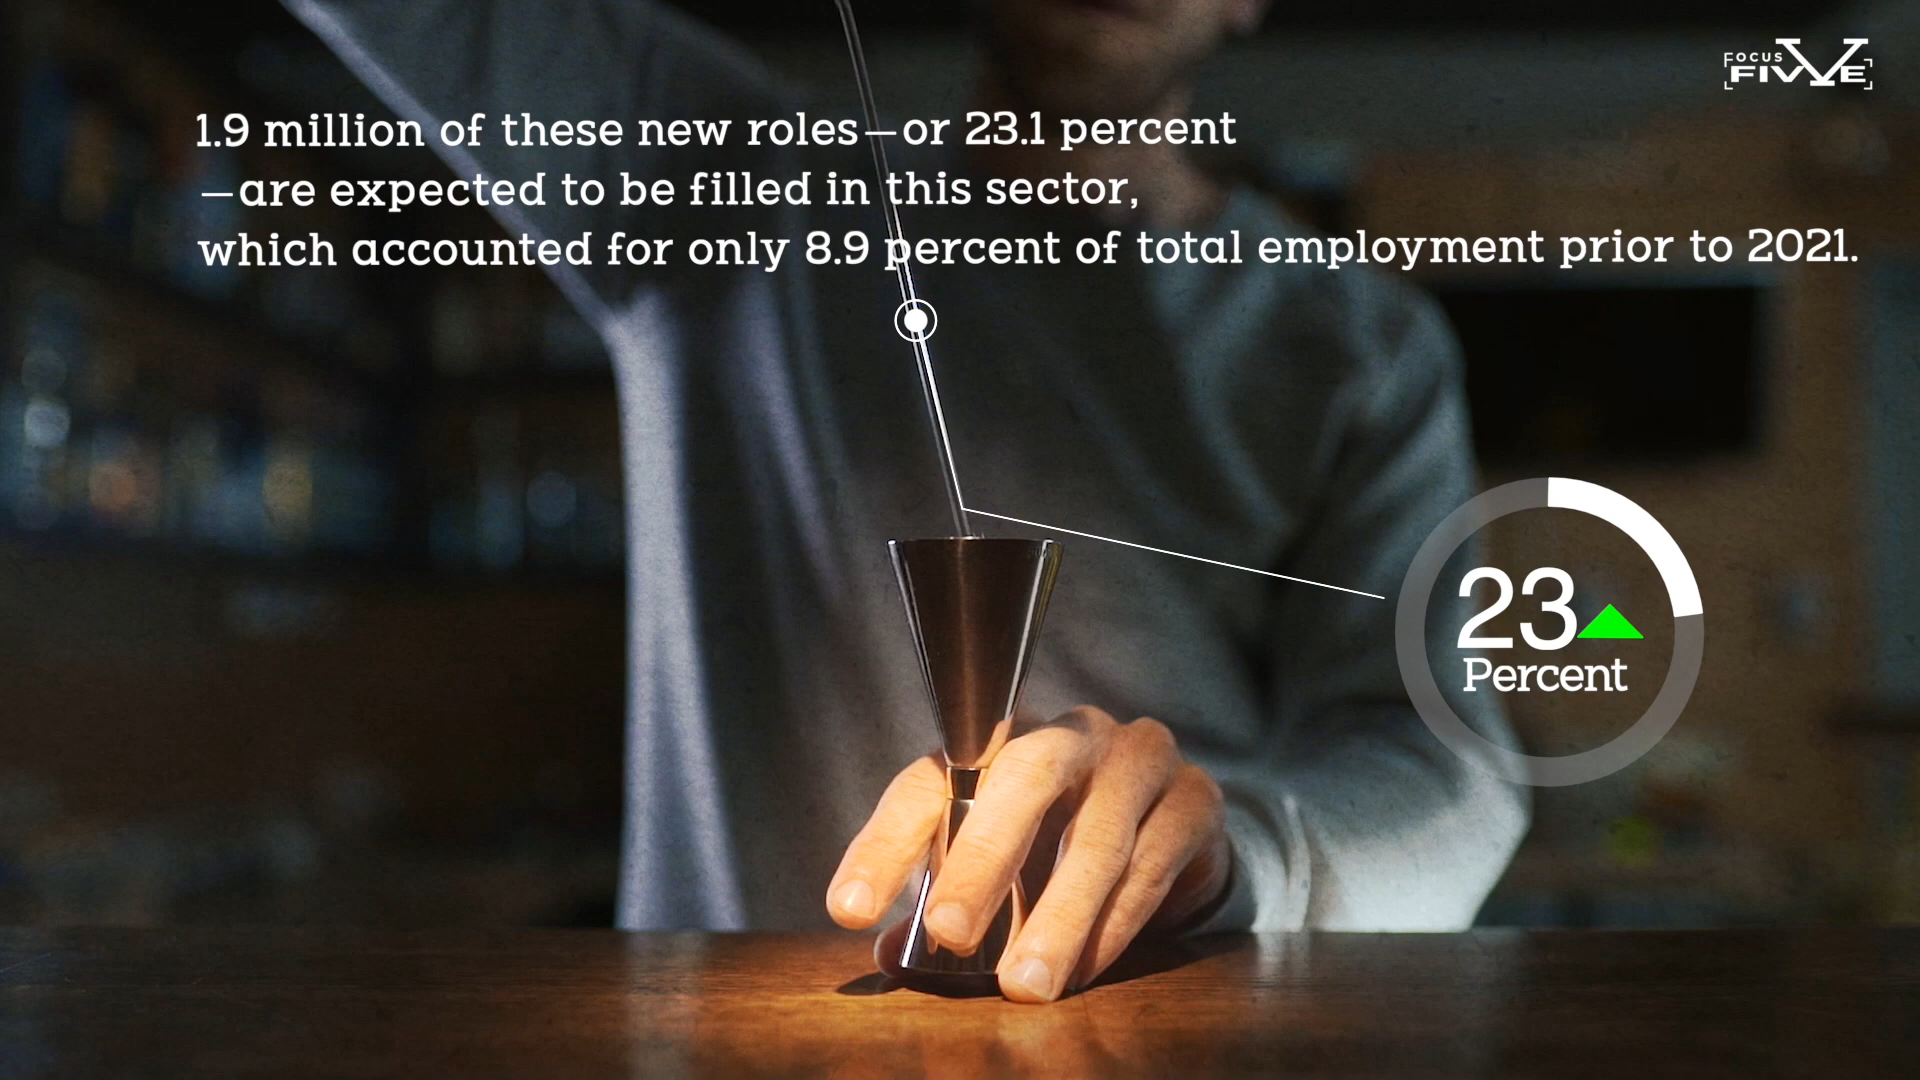 FOCUS
FIVVE
1.9 million of these new roles—or 23.1 percent
—are expected to be filled in this sector,
which accounted for only 8.9 percent of total employment prior to 2021.
23
Percent